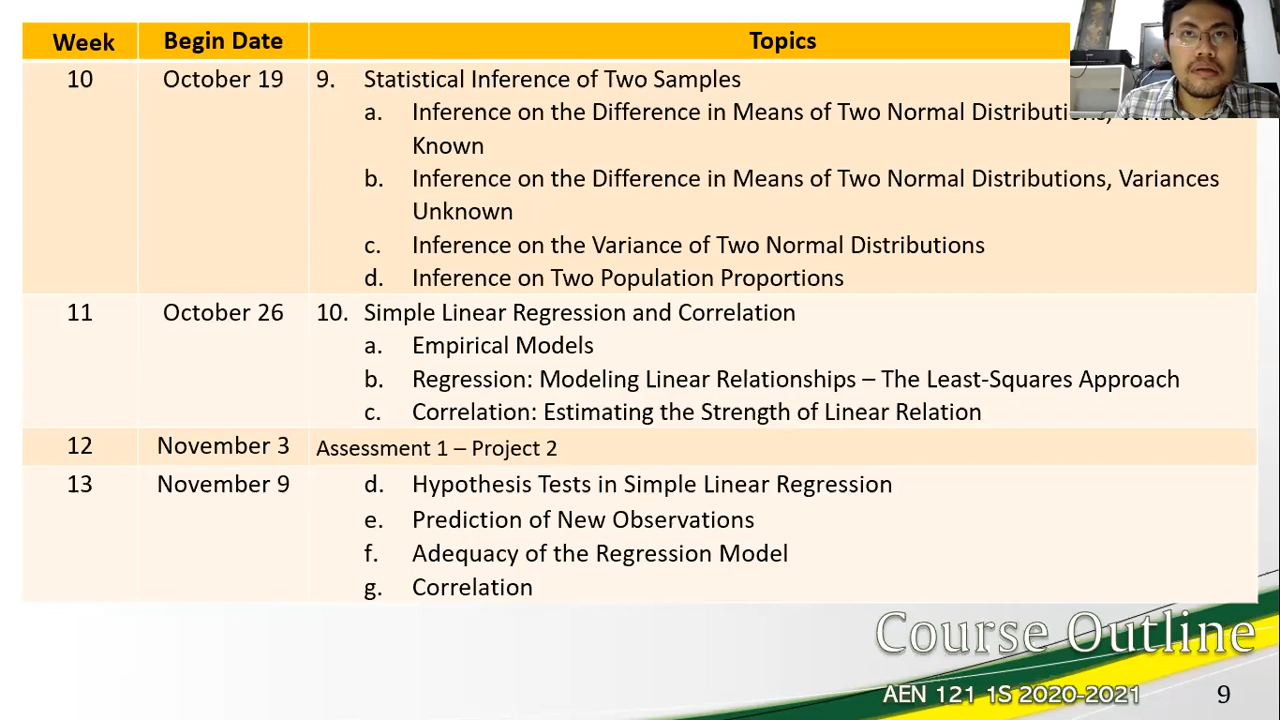 Week Begin Date Topics
10 October 19 9. Statistical Inference of Two Samples
a. Inference on the Difference in Means of Two Normal Distributions, Variances
Known
b. Inference on the Difference in Means of Two Normal Distributions, Variances
Unknown
c. Inference on the Variance of Two Normal Distributions
d. Inference on Two Population Proportions
11 October 26 10. Simple Linear Regression and Correlation
a. Empirical Models
b. Regression: Modeling Linear Relationships – The Least-Squares Approach
c. Correlation: Estimating the Strength of Linear Relation
12 November 3 Assessment 1 – Project 2
13 November 9 d. Hypothesis Tests in Simple Linear Regression
e. Prediction of New Observations
f. Adequacy of the Regression Model
g. Correlation
Course Outline
AEN 121 1S 2020-2021 9